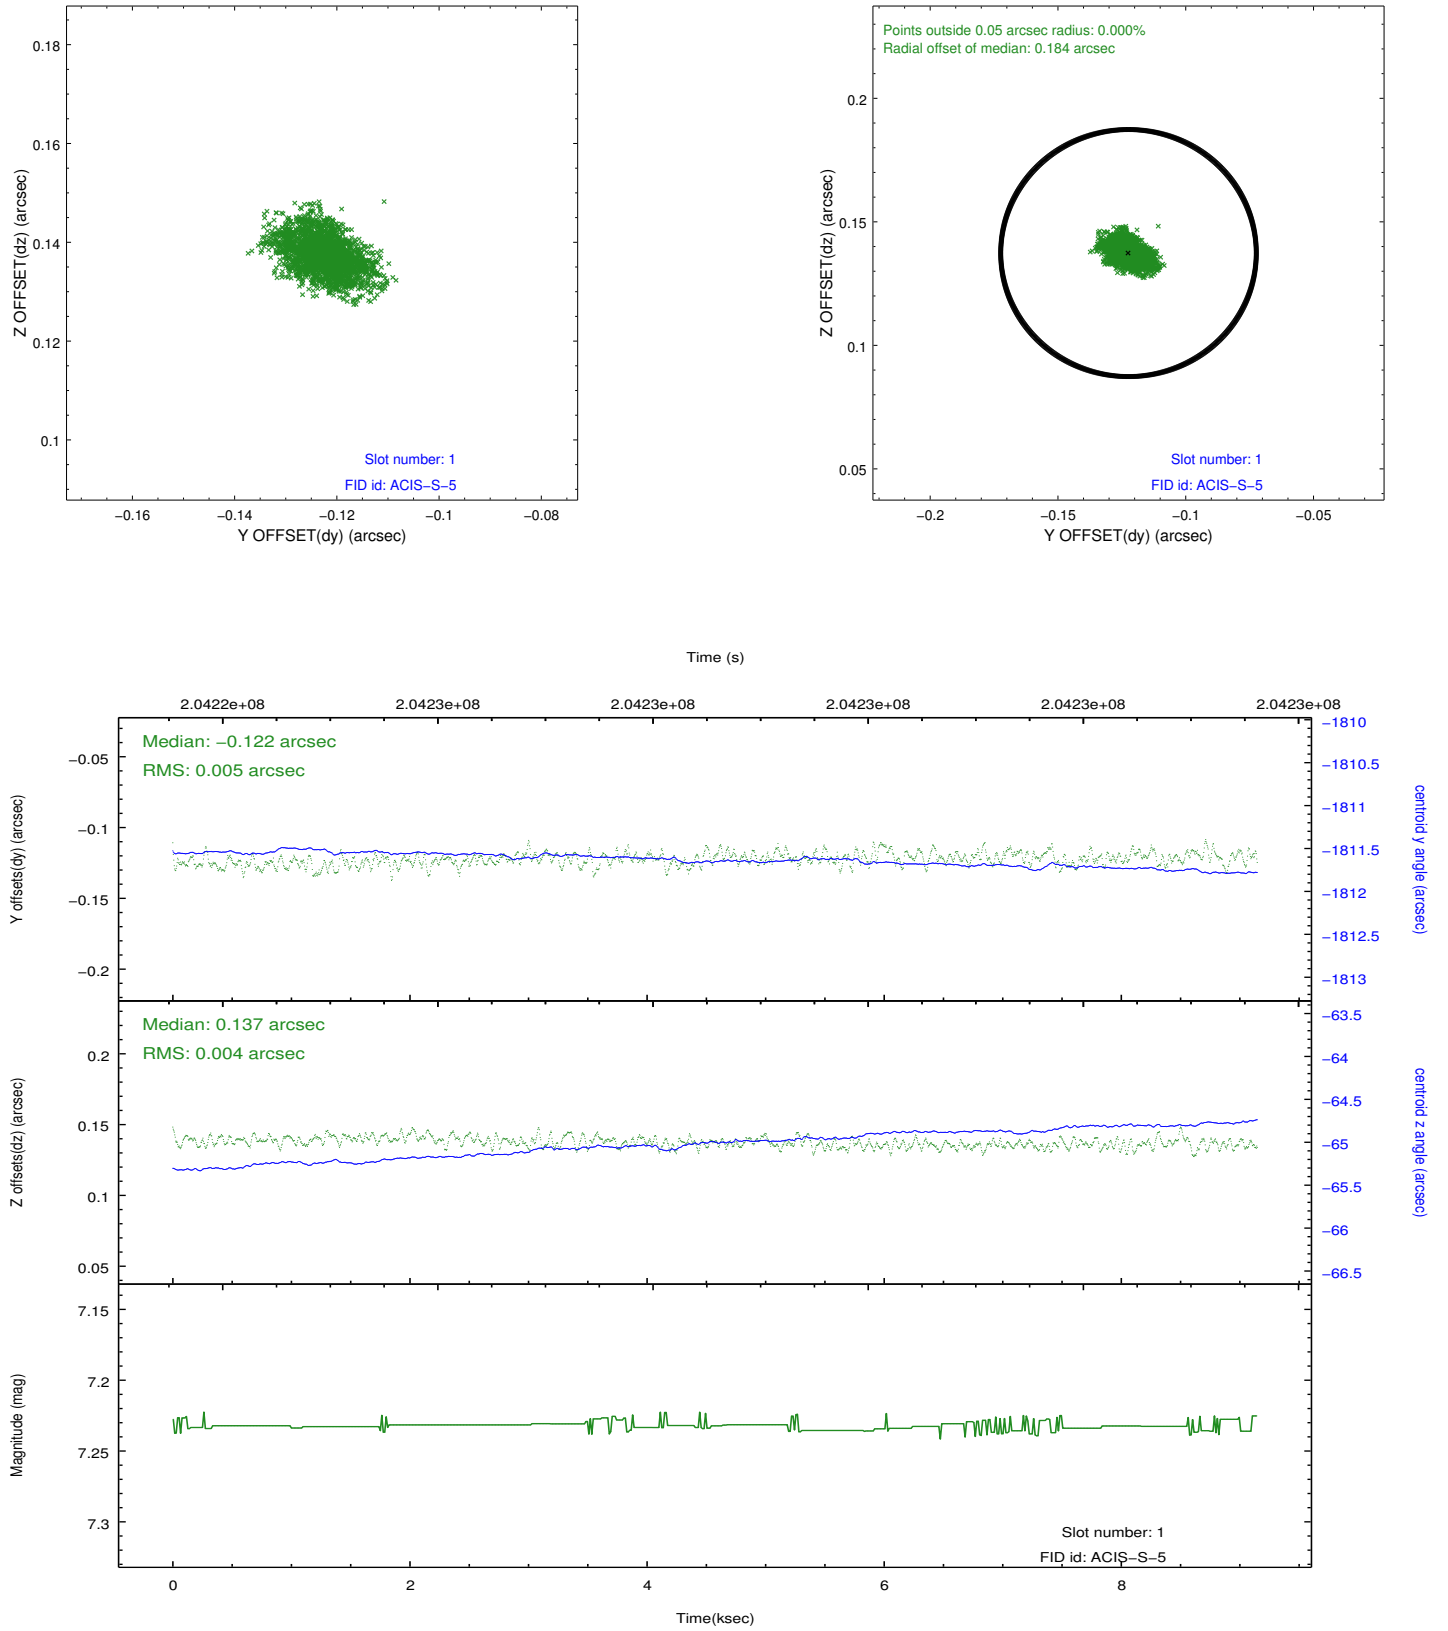 0.18
0.16
0.14
0.12
0.1
Z OFFSET(dz) (arcsec)
Slot number: 1
FID id: ACIS−S−5
−0.16 −0.14 −0.12 −0.1 −0.08
Y OFFSET(dy) (arcsec)
Points outside 0.05 arcsec radius: 0.000%
Radial offset of median: 0.184 arcsec
0.2
0.15
0.1
0.05
Z OFFSET(dz) (arcsec)
Slot number: 1
FID id: ACIS−S−5
−0.2 −0.15 −0.1 −0.05
Y OFFSET(dy) (arcsec)
Time (s)
2.0422e+08 2.0423e+08 2.0423e+08 2.0423e+08 2.0423e+08 2.0423e+08
Median: −0.122 arcsec
RMS: 0.005 arcsec
−0.05
−0.1
−0.15
−0.2
Y offsets(dy) (arcsec)
−1810
−1810.5
−1811
−1811.5
−1812
−1812.5
−1813
centroid y angle (arcsec)
Median: 0.137 arcsec
RMS: 0.004 arcsec
0.2
0.15
0.1
0.05
Z offsets(dz) (arcsec)
−63.5
−64
−64.5
−65
−65.5
−66
−66.5
centroid z angle (arcsec)
7.15
7.2
7.25
7.3
Magnitude (mag)
Slot number: 1
FID id: ACIS−S−5
0 2 4 6 8
Time(ksec)